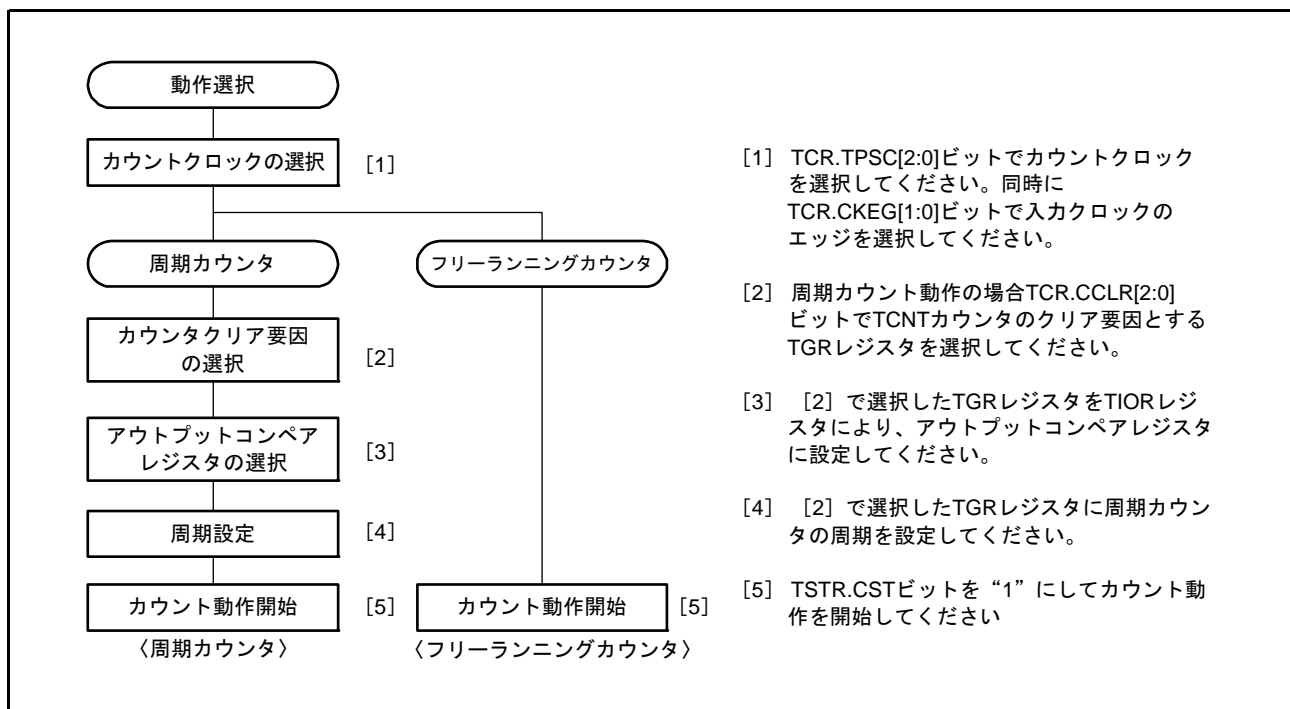 動作選択
カウントクロックの選択 [1]
周期カウンタ
フリーランニングカウンタ
カウンタクリア要因
の選択 [2]
アウトプットコンペア
レジスタの選択 [3]
周期設定 [4]
カウント動作開始 [5]
カウント動作開始 [5]
〈周期カウンタ〉
〈フリーランニングカウンタ〉
[1] TCR.TPSC[2:0]ビットでカウントクロック
を選択してください。同時に
TCR.CKEG[1:0]ビットで入力クロックの
エッジを選択してください。
[2] 周期カウント動作の場合TCR.CCLR[2:0]
ビットでTCNTカウンタのクリア要因とする
TGRレジスタを選択してください。
[3] [2]で選択したTGRレジスタをTIORレジ
スタにより、アウトプットコンペアレジスタ
に設定してください。
[4] [2]で選択したTGRレジスタに周期カウン
タの周期を設定してください。
[5] TSTR.CSTビットを“1”にしてカウント動
作を開始してください